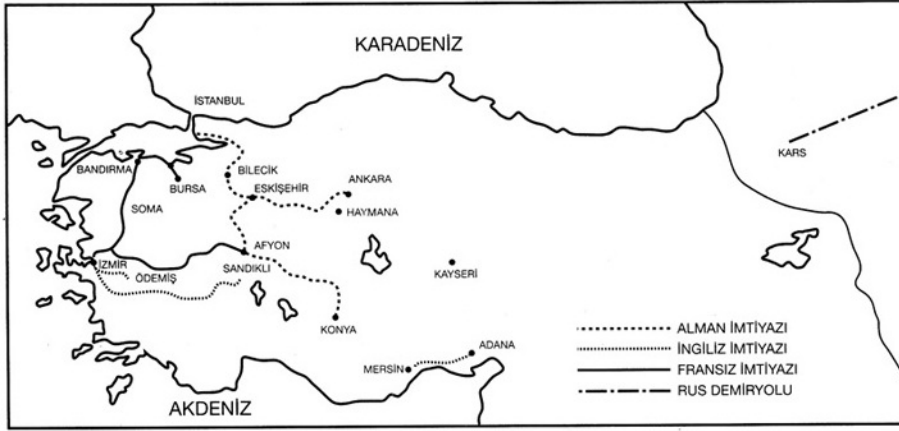 KARADENİZ
İSTANBUL
KARS
BANDIRMA
BURSA
BİLECİK
ESKİŞEHİR
ANKARA
HAYMANA
SOMA
AFYON
İZMİR
ÖDEMİŞ
SANDIKLI
KAYSERİ
KONYA
ADANA
MERSİN
AKDENİZ
ALMAN İMTİYAZI
İNGİLİZ İMTİYAZI
FRANSIZ İMTİYAZI
RUS DEMİRYOLU